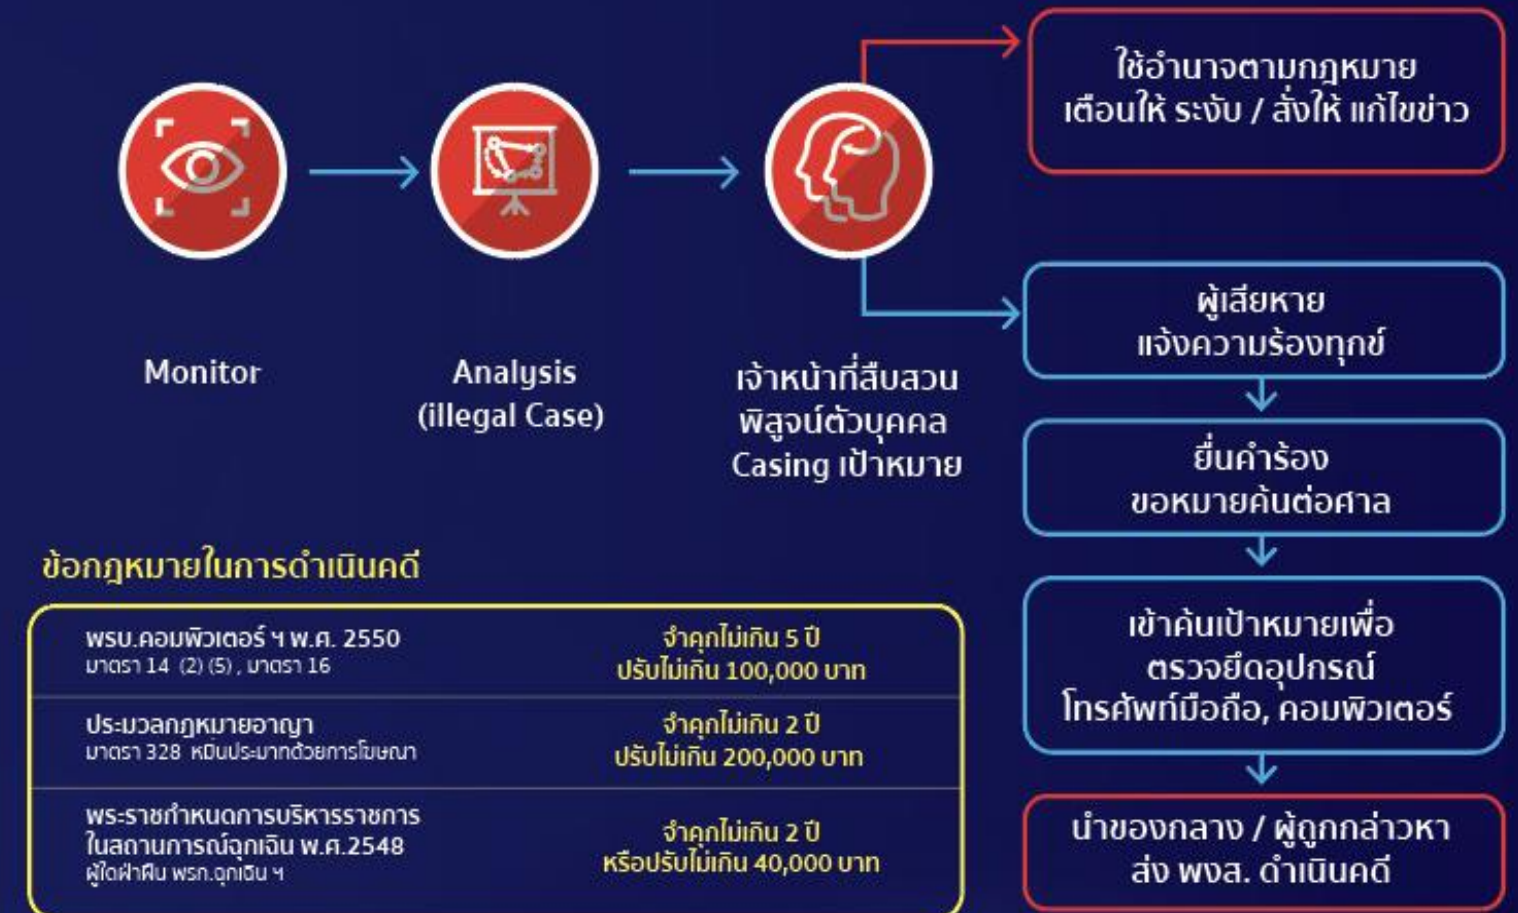 Monitor
Analysis
(illegal Case)
เจ้าหน้าที่สืบสวน
พิสูจน์ตัวบุคคล
Casing เป้าหมาย
ใช้อำนาจตามกฎหมาย
เตือนให้ ระงับ / สั่งให้ แก้ไขข่าว
ผู้เสียหาย
แจ้งความร้องทุกข์
ยื่นคำร้อง
ขอหมายค้นต่อศาล
เข้าค้นเป้าหมายเพื่อ
ตรวจยึดอุปกรณ์
โทรศัพท์มือถือ, คอมพิวเตอร์
นำของกลาง / ผู้ถูกกล่าวหา
ส่ง พงส. ดำเนินคดี
ข้อกฎหมายในการดำเนินคดี
พรบ.คอมพิวเตอร์ ฯ พ.ศ. 2550
มาตรา 14 (2) (5) , มาตรา 16
จำคุกไม่เกิน 5 ปี
ปรับไม่เกิน 100,000 บาท
ประมวลกฎหมายอาญา
มาตรา 328 หมิ่นประมาทด้วยการโฆษณา
จำคุกไม่เกิน 2 ปี
ปรับไม่เกิน 200,000 บาท
พระราชกำหนดการบริหารราชการ
ในสถานการณ์ฉุกเฉิน พ.ศ.2548
ผู้ใดฝ่าฝืน พรก.ฉุกเฉิน ฯ
จำคุกไม่เกิน 2 ปี
หรือปรับไม่เกิน 40,000 บาท